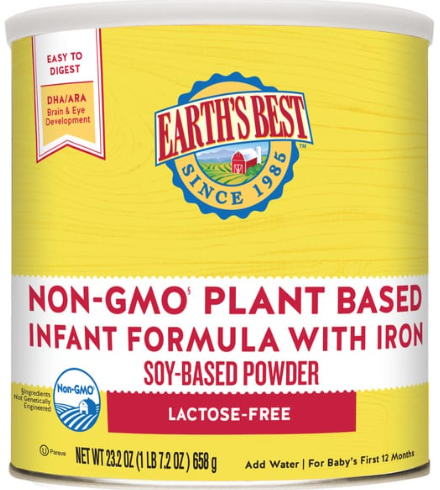 EASY TO
DIGEST
DHA/ARA
Brain & Eye
Development
EARTH'S BEST
™
SINCE 1985
NON-GMO§ PLANT BASED
INFANT FORMULA WITH IRON
SOY-BASED POWDER
Non-GMO§
§Ingredients
Not Genetically
Engineered
LACTOSE-FREE
U Pareve
NET WT 23.2 OZ (1 LB 7.2 OZ) 658 g
Add Water | For Baby's First 12 Months